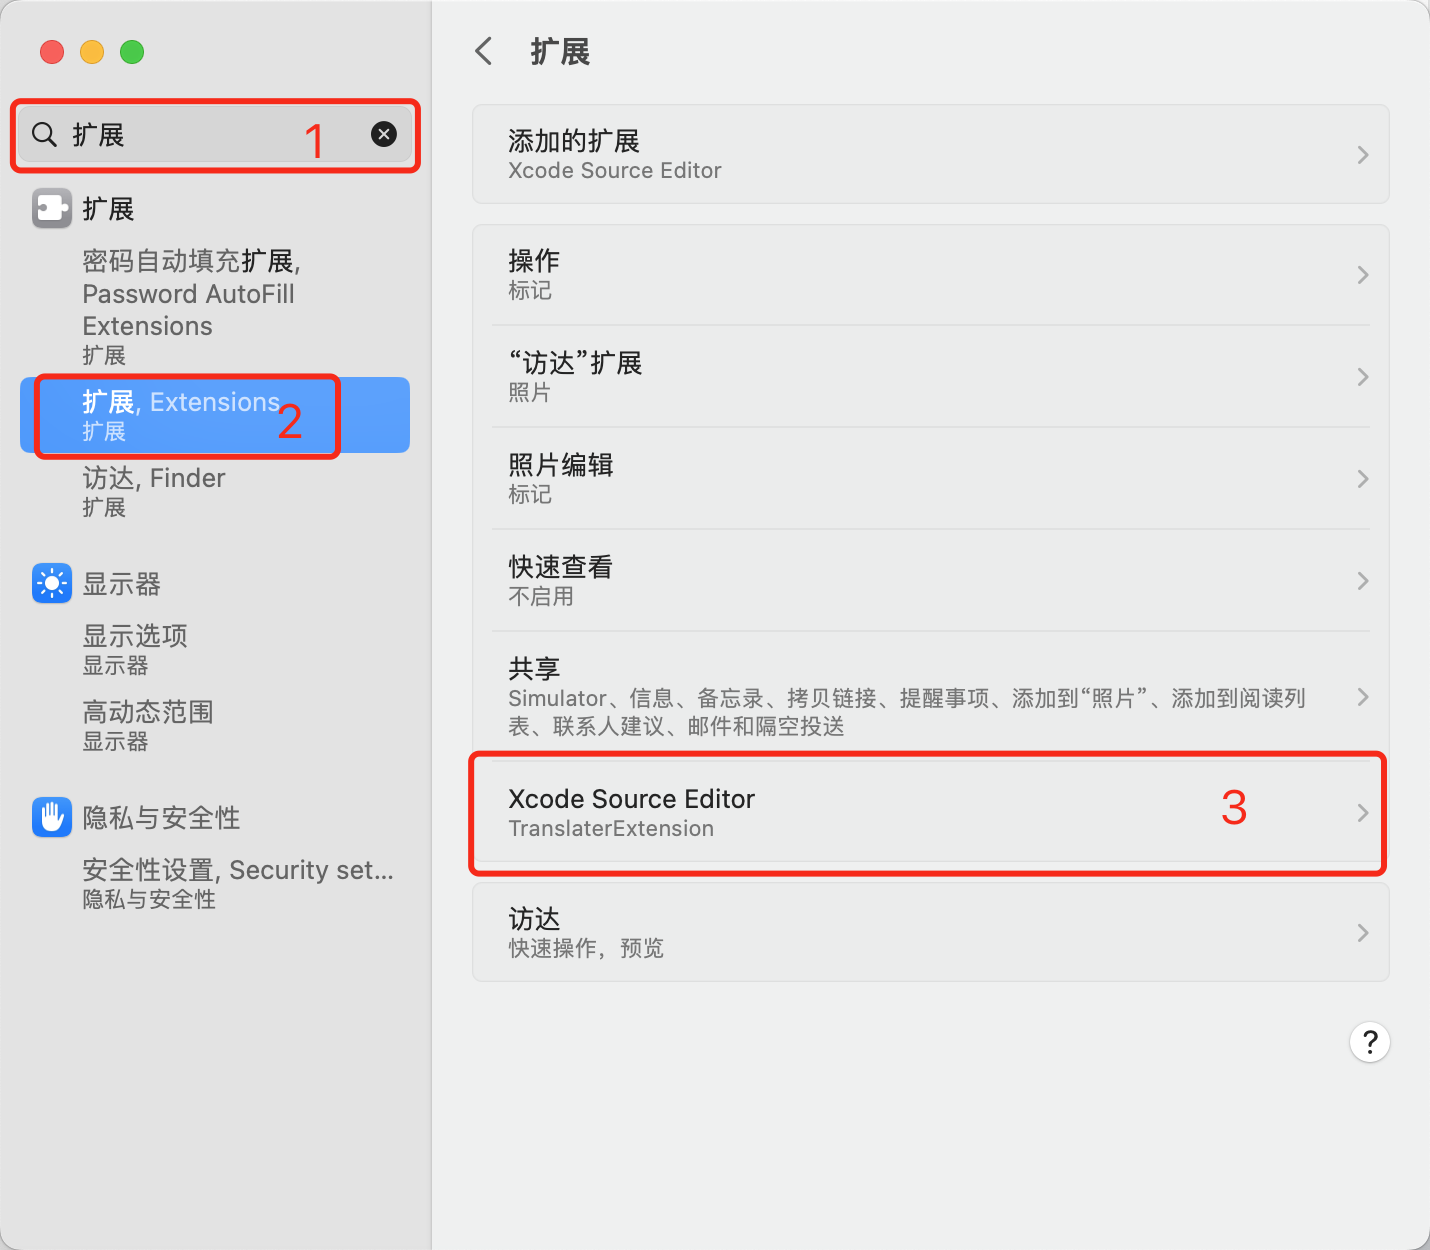 扩展
1
扩展
密码自动填充扩展,
Password AutoFill
Extensions
扩展
扩展, Extensions
扩展
2
访达, Finder
扩展
显示器
显示选项
显示器
高动态范围
显示器
隐私与安全性
安全性设置, Security set...
隐私与安全性
扩展
添加的扩展
Xcode Source Editor
操作
标记
“访达”扩展
照片
照片编辑
标记
快速查看
不启用
共享
Simulator、信息、备忘录、拷贝链接、提醒事项、添加到“照片”、添加到阅读列
表、联系人建议、邮件和隔空投送
Xcode Source Editor
TranslaterExtension
3
访达
快速操作，预览
?